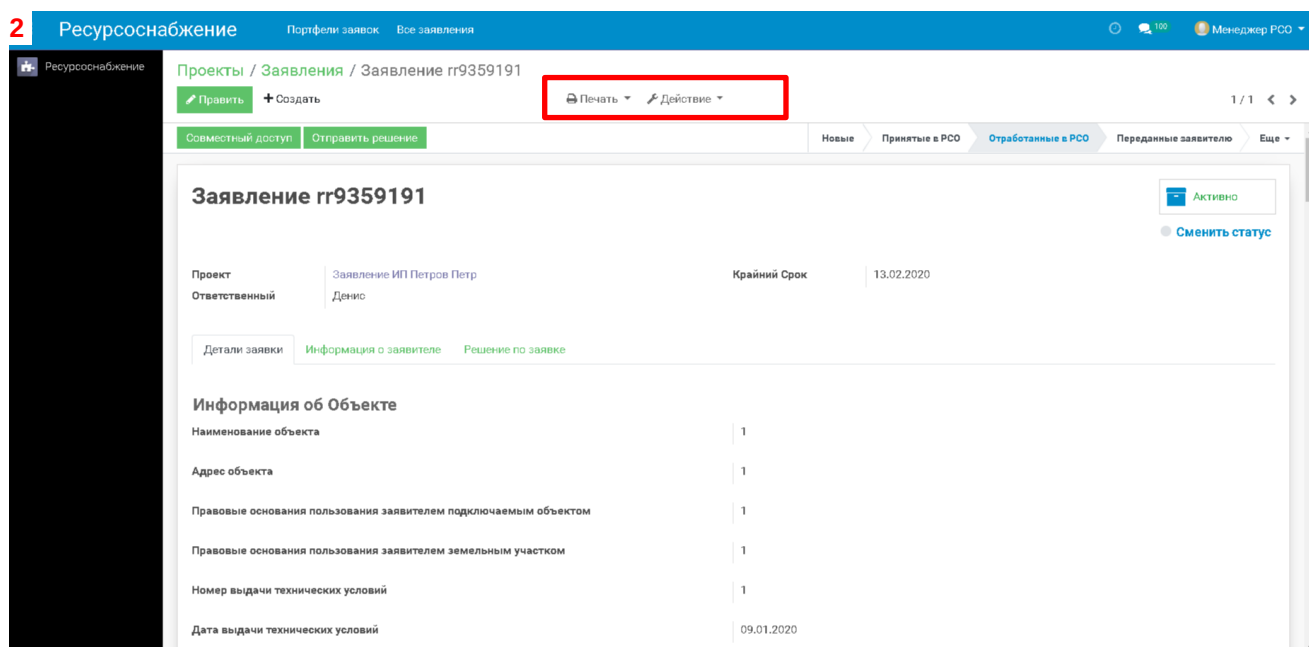 2 Ресурсоснабжение Портфели заявок Все заявления 100 Менеджер РСО
Ресурсоснабжение
Проекты / Заявления / Заявление rr9359191
Править + Создать Печать Действие 1 / 1
Совместный доступ Отправить решение Новые Принятые в РСО Отработанные в РСО Переданные заявителю Еще
Заявление rr9359191
Активно
Сменить статус
Проект Заявление ИП Петров Петр Крайний Срок 13.02.2020
Ответственный Денис
Детали заявки Информация о заявителе Решение по заявке
Информация об Объекте
Наименование объекта 1
Адрес объекта 1
Правовые основания пользования заявителем подключаемым объектом 1
Правовые основания пользования заявителем земельным участком 1
Номер выдачи технических условий 1
Дата выдачи технических условий 09.01.2020